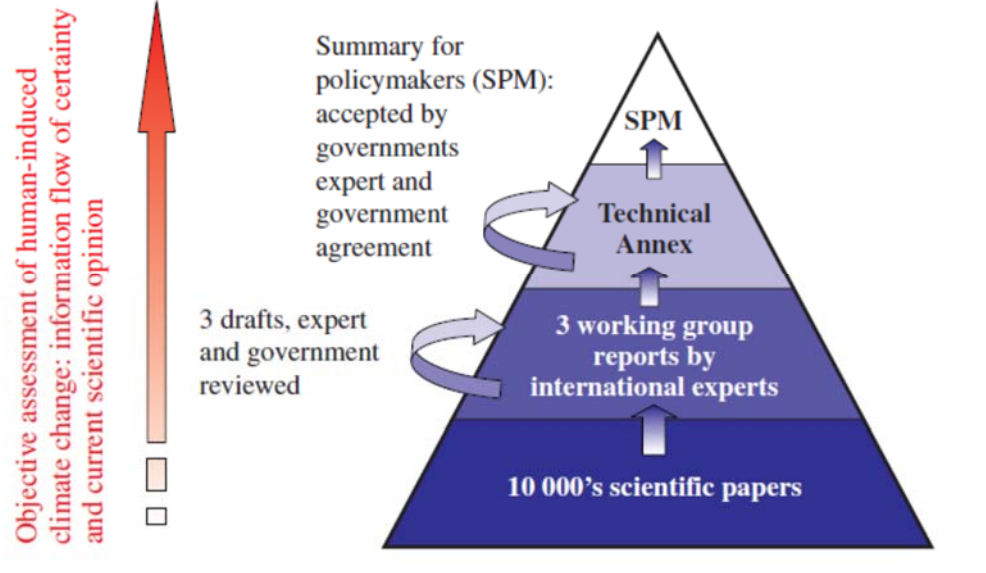 Objective assessment of human-induced
climate change: information flow of certainty
and current scientific opinion
Summary for
policymakers (SPM):
accepted by
governments
expert and
government
agreement
3 drafts, expert
and government
reviewed
SPM
Technical
Annex
3 working group
reports by
international experts
10 000’s scientific papers